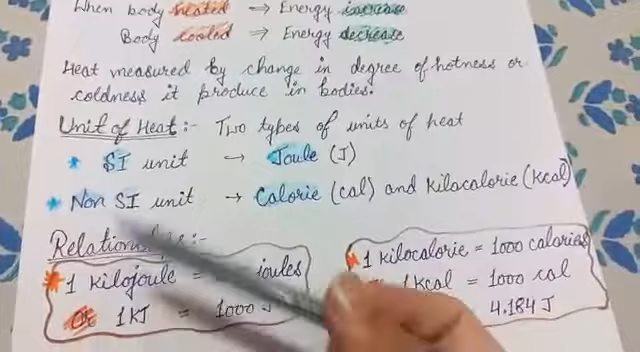 When body heated ⇒ Energy increase
Body cooled ⇒ Energy decrease
Heat measured by change in degree of hotness or
coldness it produce in bodies.
Unit of Heat:- Two types of units of heat
* SI unit → Joule (J)
* Non SI unit → Calorie (cal) and kilocalorie (Kcal)
:-
* 1 kilojoule = joules
Or 1KJ = 1000 J
* 1 kilocalorie = 1000 calories
1Kcal = 1000 cal
4.184 J